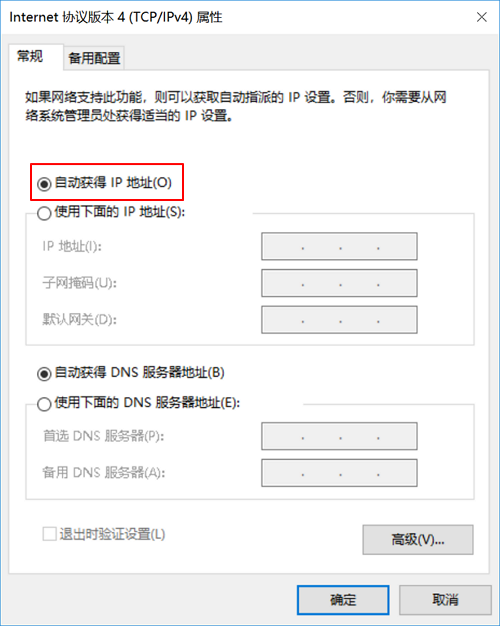 Internet 协议版本 4 (TCP/IPv4) 属性
常规
备用配置
如果网络支持此功能，则可以获取自动指派的 IP 设置。否则，你需要从网
络系统管理员处获得适当的 IP 设置。
自动获得 IP 地址(O)
使用下面的 IP 地址(S):
IP 地址(I):
子网掩码(U):
默认网关(D):
自动获得 DNS 服务器地址(B)
使用下面的 DNS 服务器地址(E):
首选 DNS 服务器(P):
备用 DNS 服务器(A):
退出时验证设置(L)
高级(V)...
确定
取消